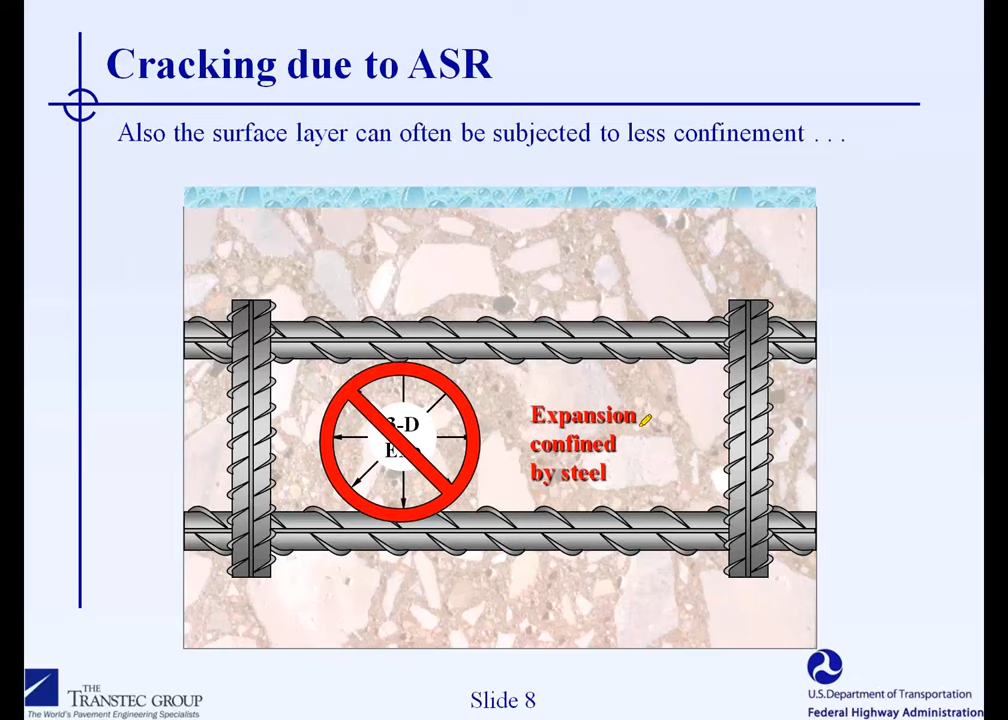 Cracking due to ASR
Also the surface layer can often be subjected to less confinement . . .
3-D
Expansion
confined
by steel
THE
TRANSTEC GROUP
The World's Pavement Engineering Specialists
Slide 8
U.S.Department of Transportation
Federal Highway Administration